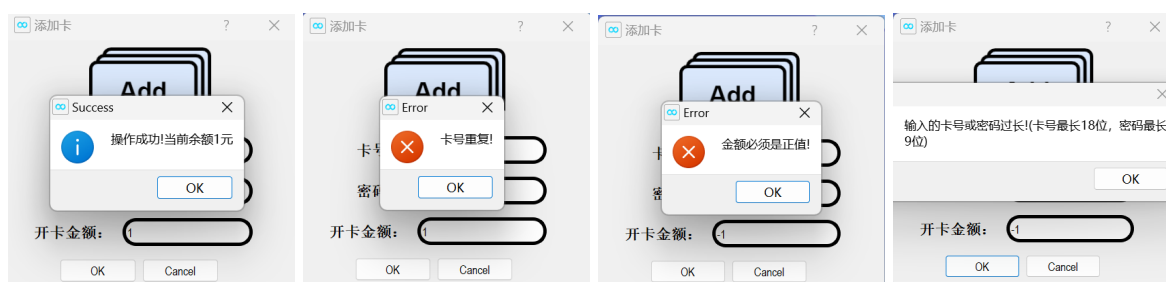 添加卡
Add
Success
操作成功!当前余额1元
OK
开卡金额：
1
OK Cancel
添加卡
Add
Error
卡号重复!
卡号
密码
OK
开卡金额：
1
OK Cancel
添加卡
Add
Error
金额必须是正值!
OK
开卡金额：
-1
OK Cancel
添加卡
输入的卡号或密码过长!(卡号最长18位，密码最长
9位)
OK
开卡金额：
-1
OK Cancel